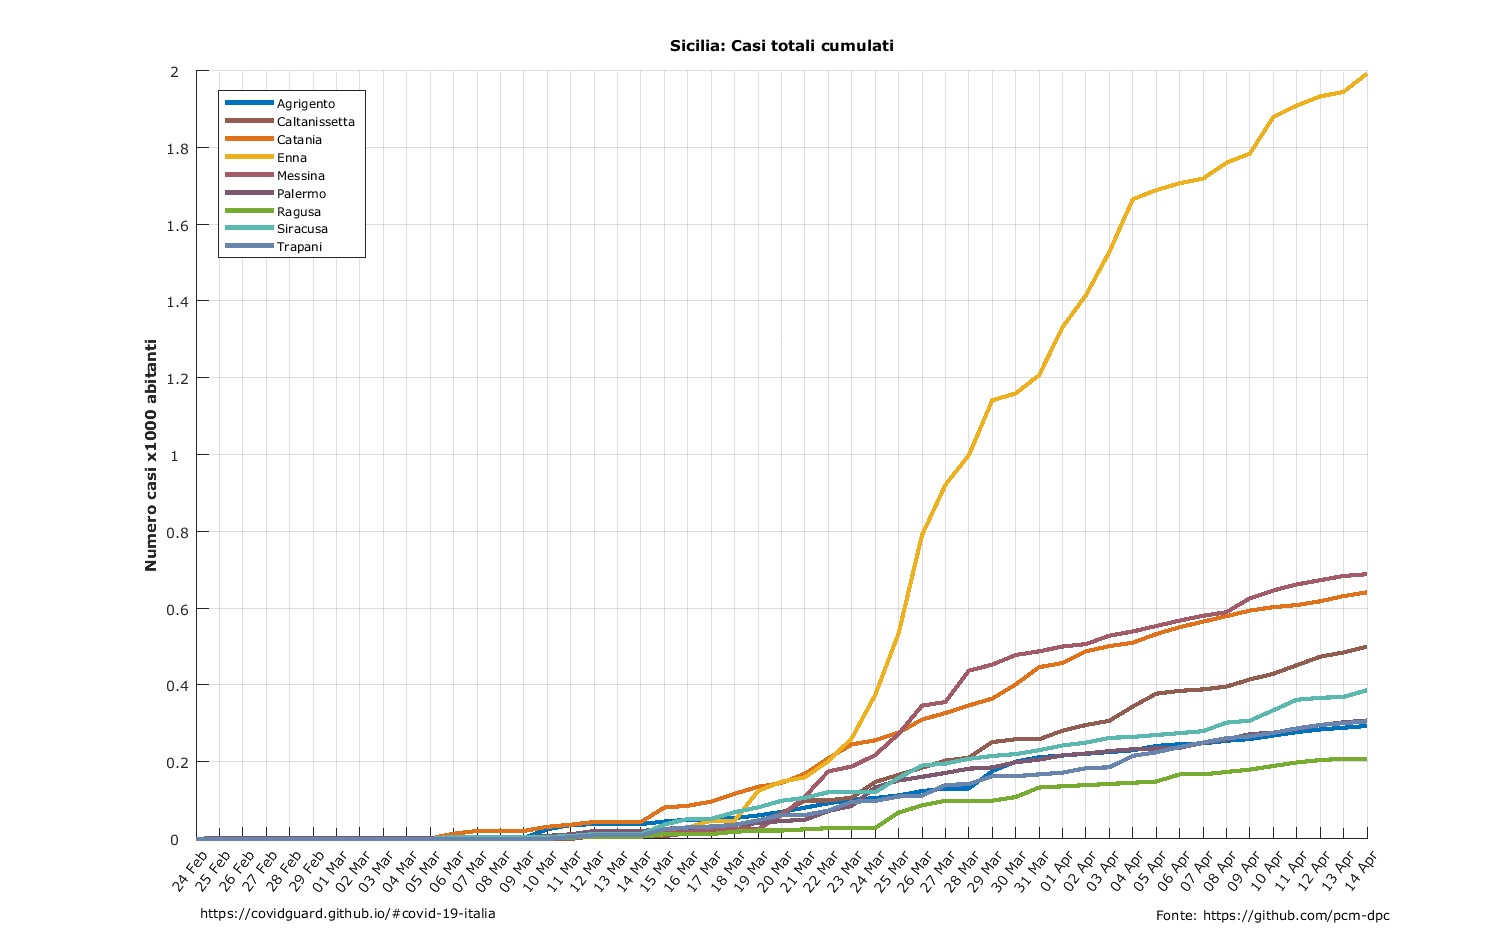 Sicilia: Casi totali cumulati
Numero casi x1000 abitanti
2
1.8
1.6
1.4
1.2
1
0.8
0.6
0.4
0.2
0
Agrigento
Caltanissetta
Catania
Enna
Messina
Palermo
Ragusa
Siracusa
Trapani
24 Feb
25 Feb
26 Feb
27 Feb
28 Feb
29 Feb
01 Mar
02 Mar
03 Mar
04 Mar
05 Mar
06 Mar
07 Mar
08 Mar
09 Mar
10 Mar
11 Mar
12 Mar
13 Mar
14 Mar
15 Mar
16 Mar
17 Mar
18 Mar
19 Mar
20 Mar
21 Mar
22 Mar
23 Mar
24 Mar
25 Mar
26 Mar
27 Mar
28 Mar
29 Mar
30 Mar
31 Mar
01 Apr
02 Apr
03 Apr
04 Apr
05 Apr
06 Apr
07 Apr
08 Apr
09 Apr
10 Apr
11 Apr
12 Apr
13 Apr
14 Apr
https://covidguard.github.io/#covid-19-italia
Fonte: https://github.com/pcm-dpc